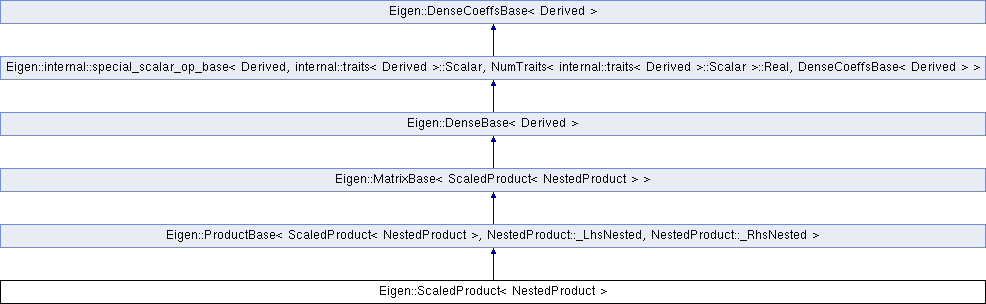 Eigen::DenseCoeffsBase< Derived >
Eigen::internal::special_scalar_op_base< Derived, internal::traits< Derived >::Scalar, NumTraits< internal::traits< Derived >::Scalar >::Real, DenseCoeffsBase< Derived > >
Eigen::DenseBase< Derived >
Eigen::MatrixBase< ScaledProduct< NestedProduct > >
Eigen::ProductBase< ScaledProduct< NestedProduct >, NestedProduct::_LhsNested, NestedProduct::_RhsNested >
Eigen::ScaledProduct< NestedProduct >